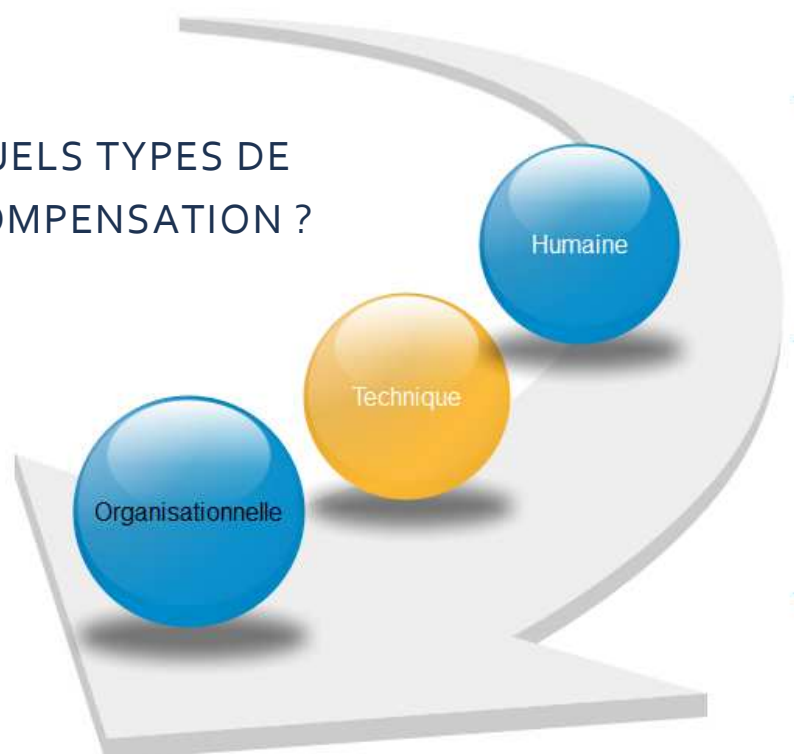 UELS TYPES DE
OMPENSATION ?
Humaine
Technique
Organisationnelle